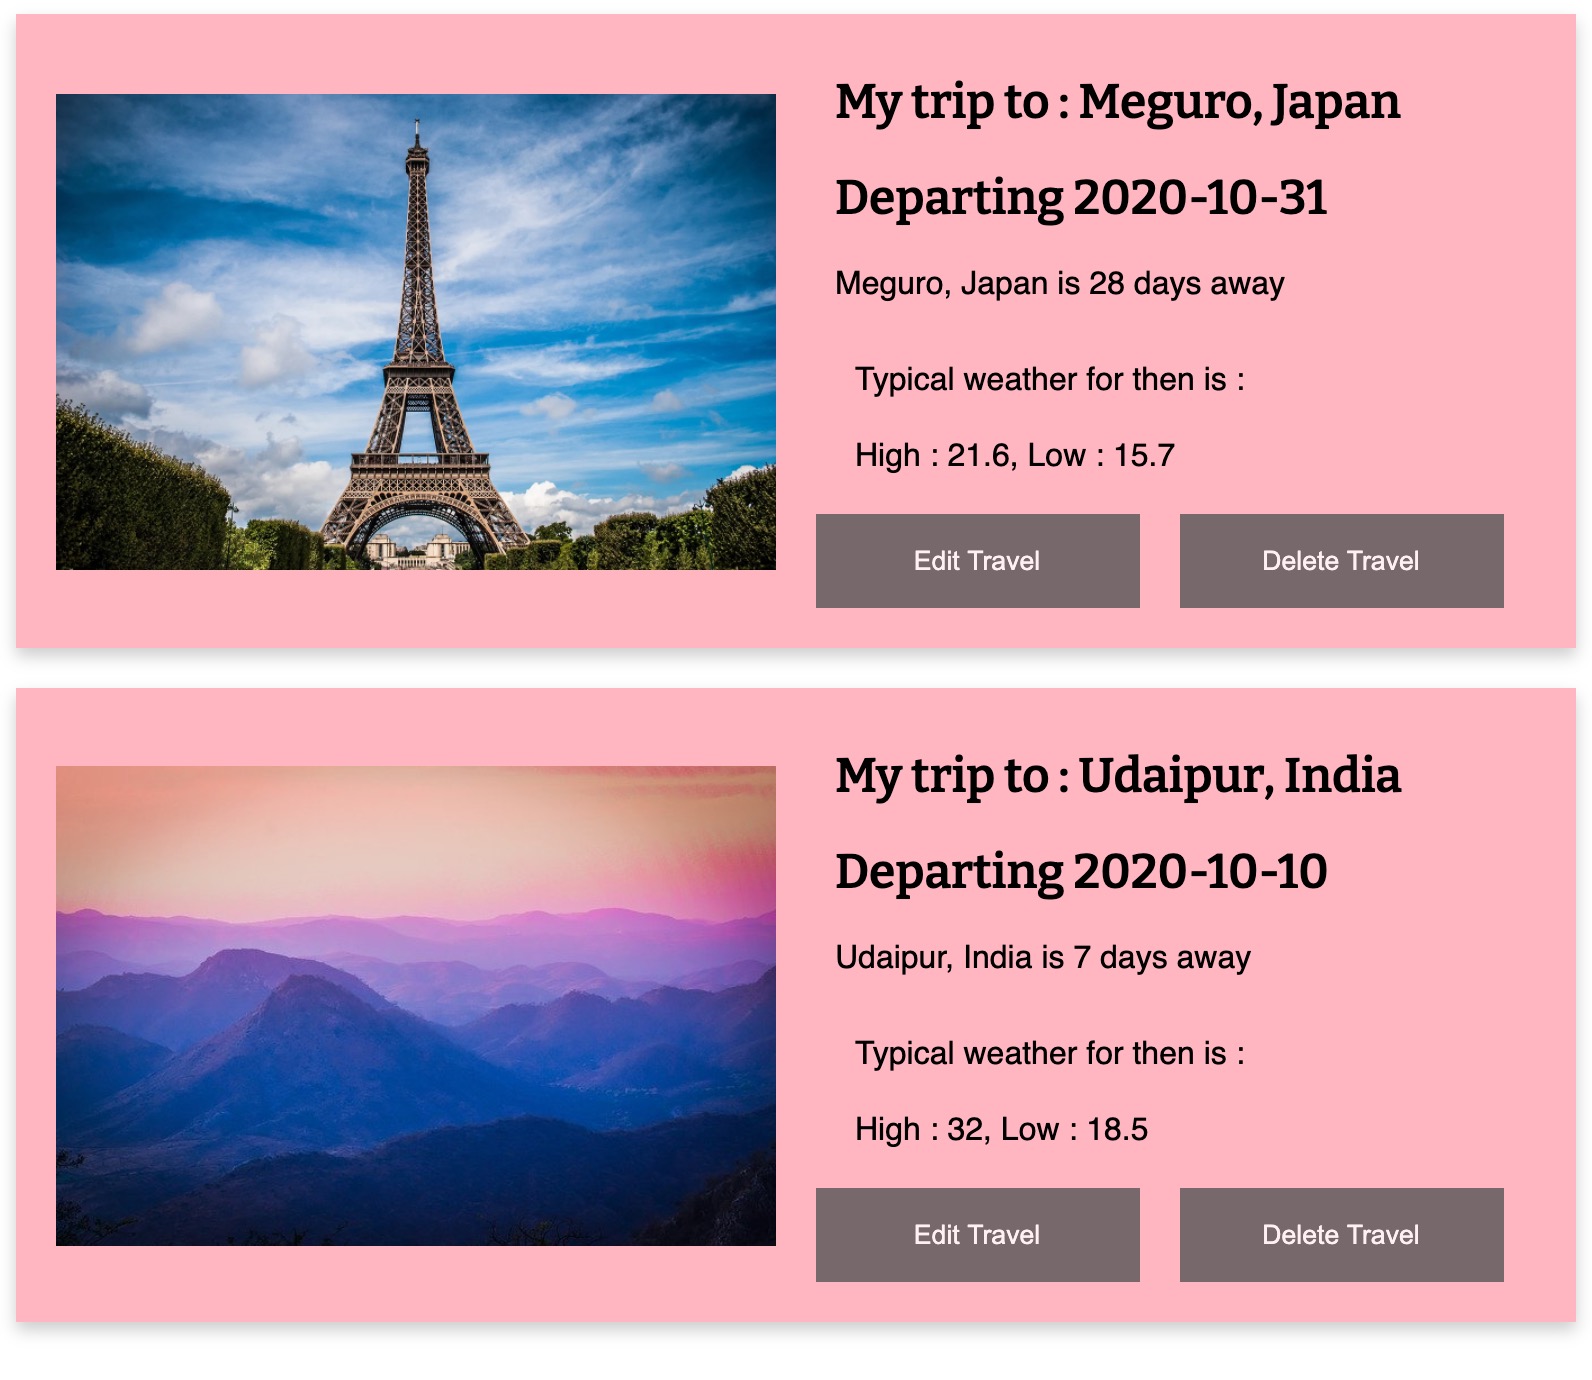 My trip to : Meguro, Japan
Departing 2020-10-31
Meguro, Japan is 28 days away
Typical weather for then is :
High : 21.6, Low : 15.7
Edit Travel
Delete Travel
My trip to : Udaipur, India
Departing 2020-10-10
Udaipur, India is 7 days away
Typical weather for then is :
High : 32, Low : 18.5
Edit Travel
Delete Travel